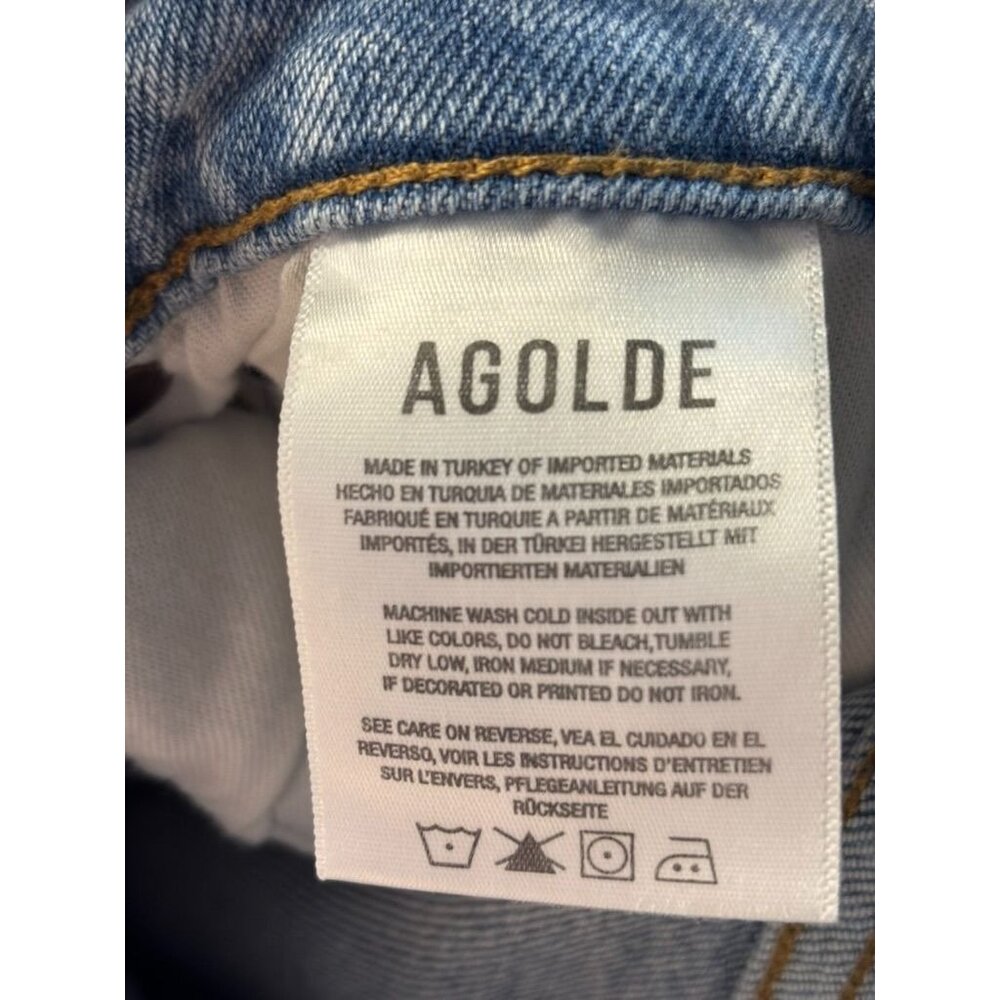 AGOLDE
MADE IN TURKEY OF IMPORTED MATERIALS
HECHO EN TURQUIA DE MATERIALES IMPORTADOS
FABRIQUÉ EN TURQUIE A PARTIR DE MATÉRIAUX
IMPORTÉS, IN DER TÜRKEI HERGESTELLT MIT
IMPORTIERTEN MATERIALIEN
MACHINE WASH COLD INSIDE OUT WITH
LIKE COLORS, DO NOT BLEACH,TUMBLE
DRY LOW, IRON MEDIUM IF NECESSARY,
IF DECORATED OR PRINTED DO NOT IRON.
SEE CARE ON REVERSE, VEA EL CUIDADO EN EL
REVERSO, VOIR LES INSTRUCTIONS D'ENTRETIEN
SUR L'ENVERS, PFLEGEANLEITUNG AUF DER
RÜCKSEITE